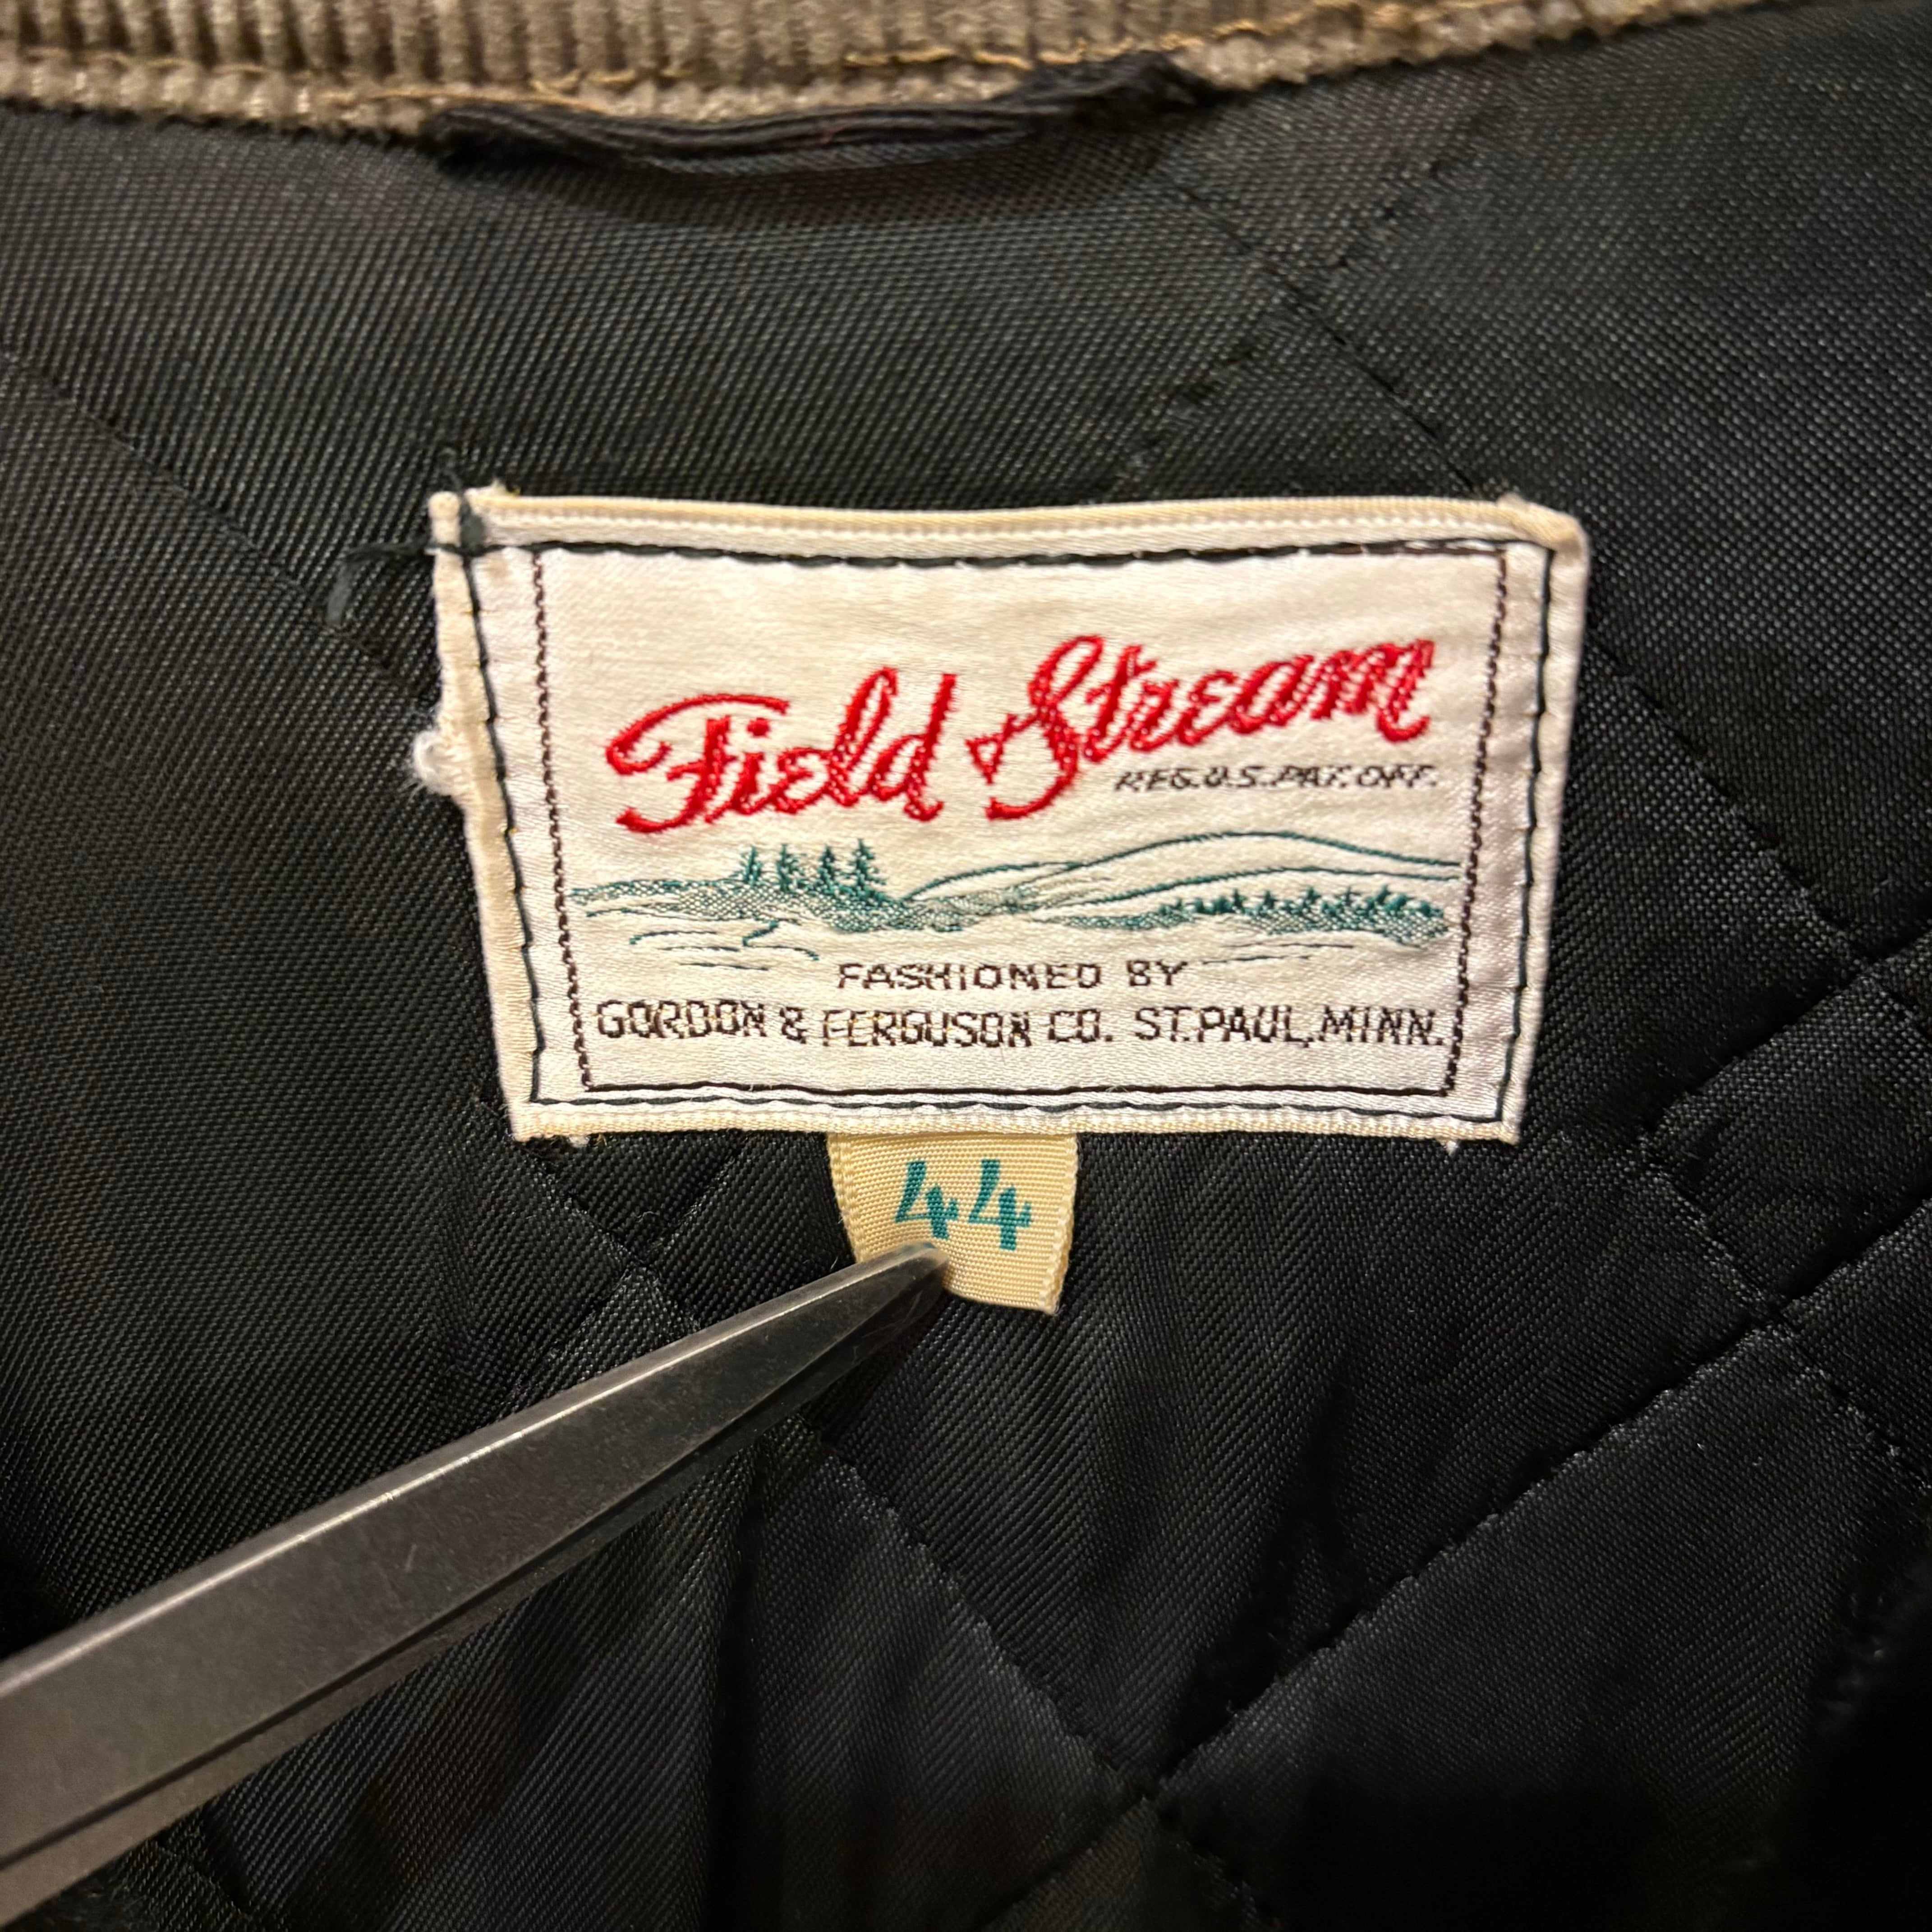 Field & Stream
REG.U.S.PAT.OFF.
FASHIONED BY
GORDON & FERGUSON CO. ST.PAUL,MINN.
44